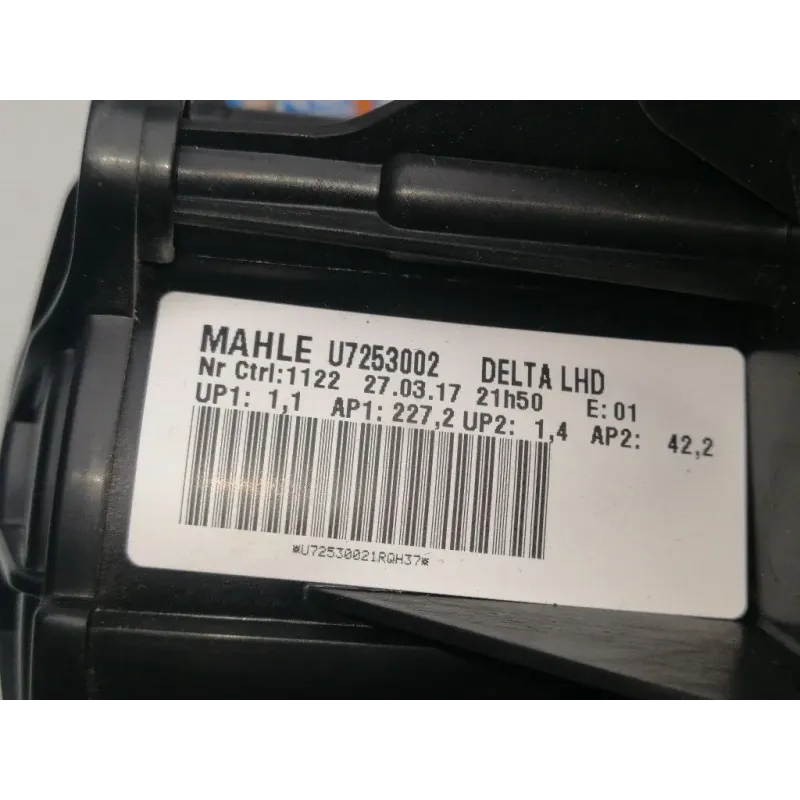 MAHLE U7253002 DELTA LHD
Nr Ctrl:1122 27.03.17 21h50 E:01
UP1: 1,1 AP1:227,2 UP2: 1,4 AP2: 42,2
*U72530021RQH37*